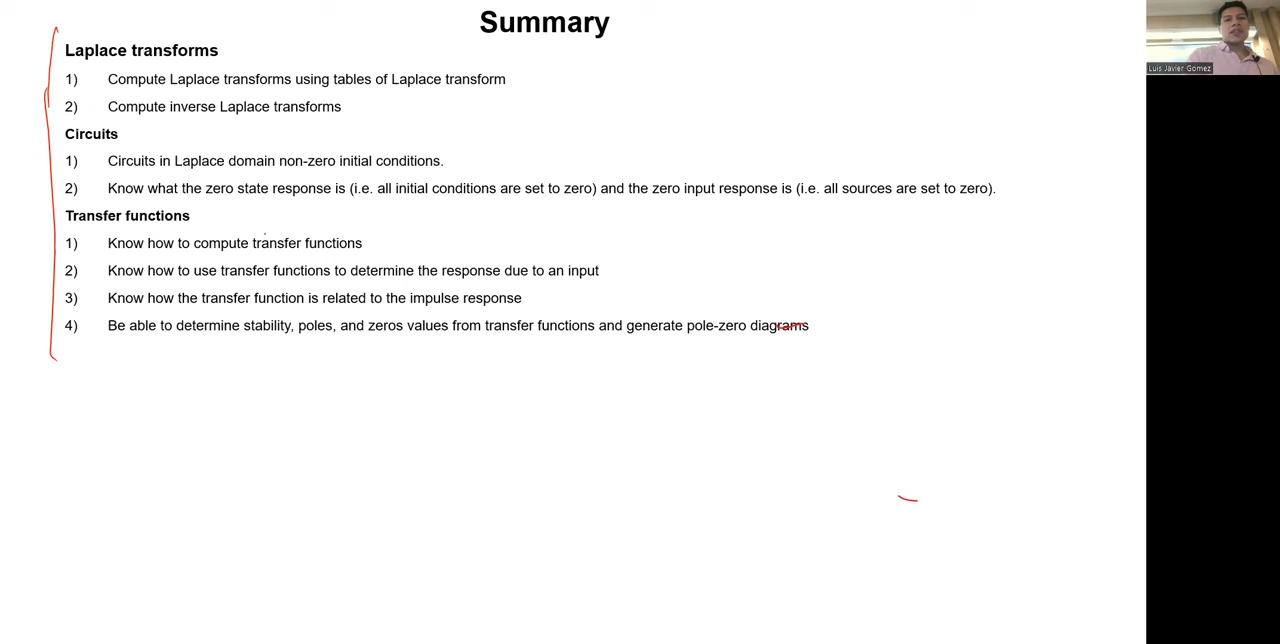 Summary
Laplace transforms
1) Compute Laplace transforms using tables of Laplace transform
2) Compute inverse Laplace transforms
Circuits
1) Circuits in Laplace domain non-zero initial conditions.
2) Know what the zero state response is (i.e. all initial conditions are set to zero) and the zero input response is (i.e. all sources are set to zero).
Transfer functions
1) Know how to compute transfer functions
2) Know how to use transfer functions to determine the response due to an input
3) Know how the transfer function is related to the impulse response
4) Be able to determine stability, poles, and zeros values from transfer functions and generate pole-zero diagrams
Luis Javier Gomez